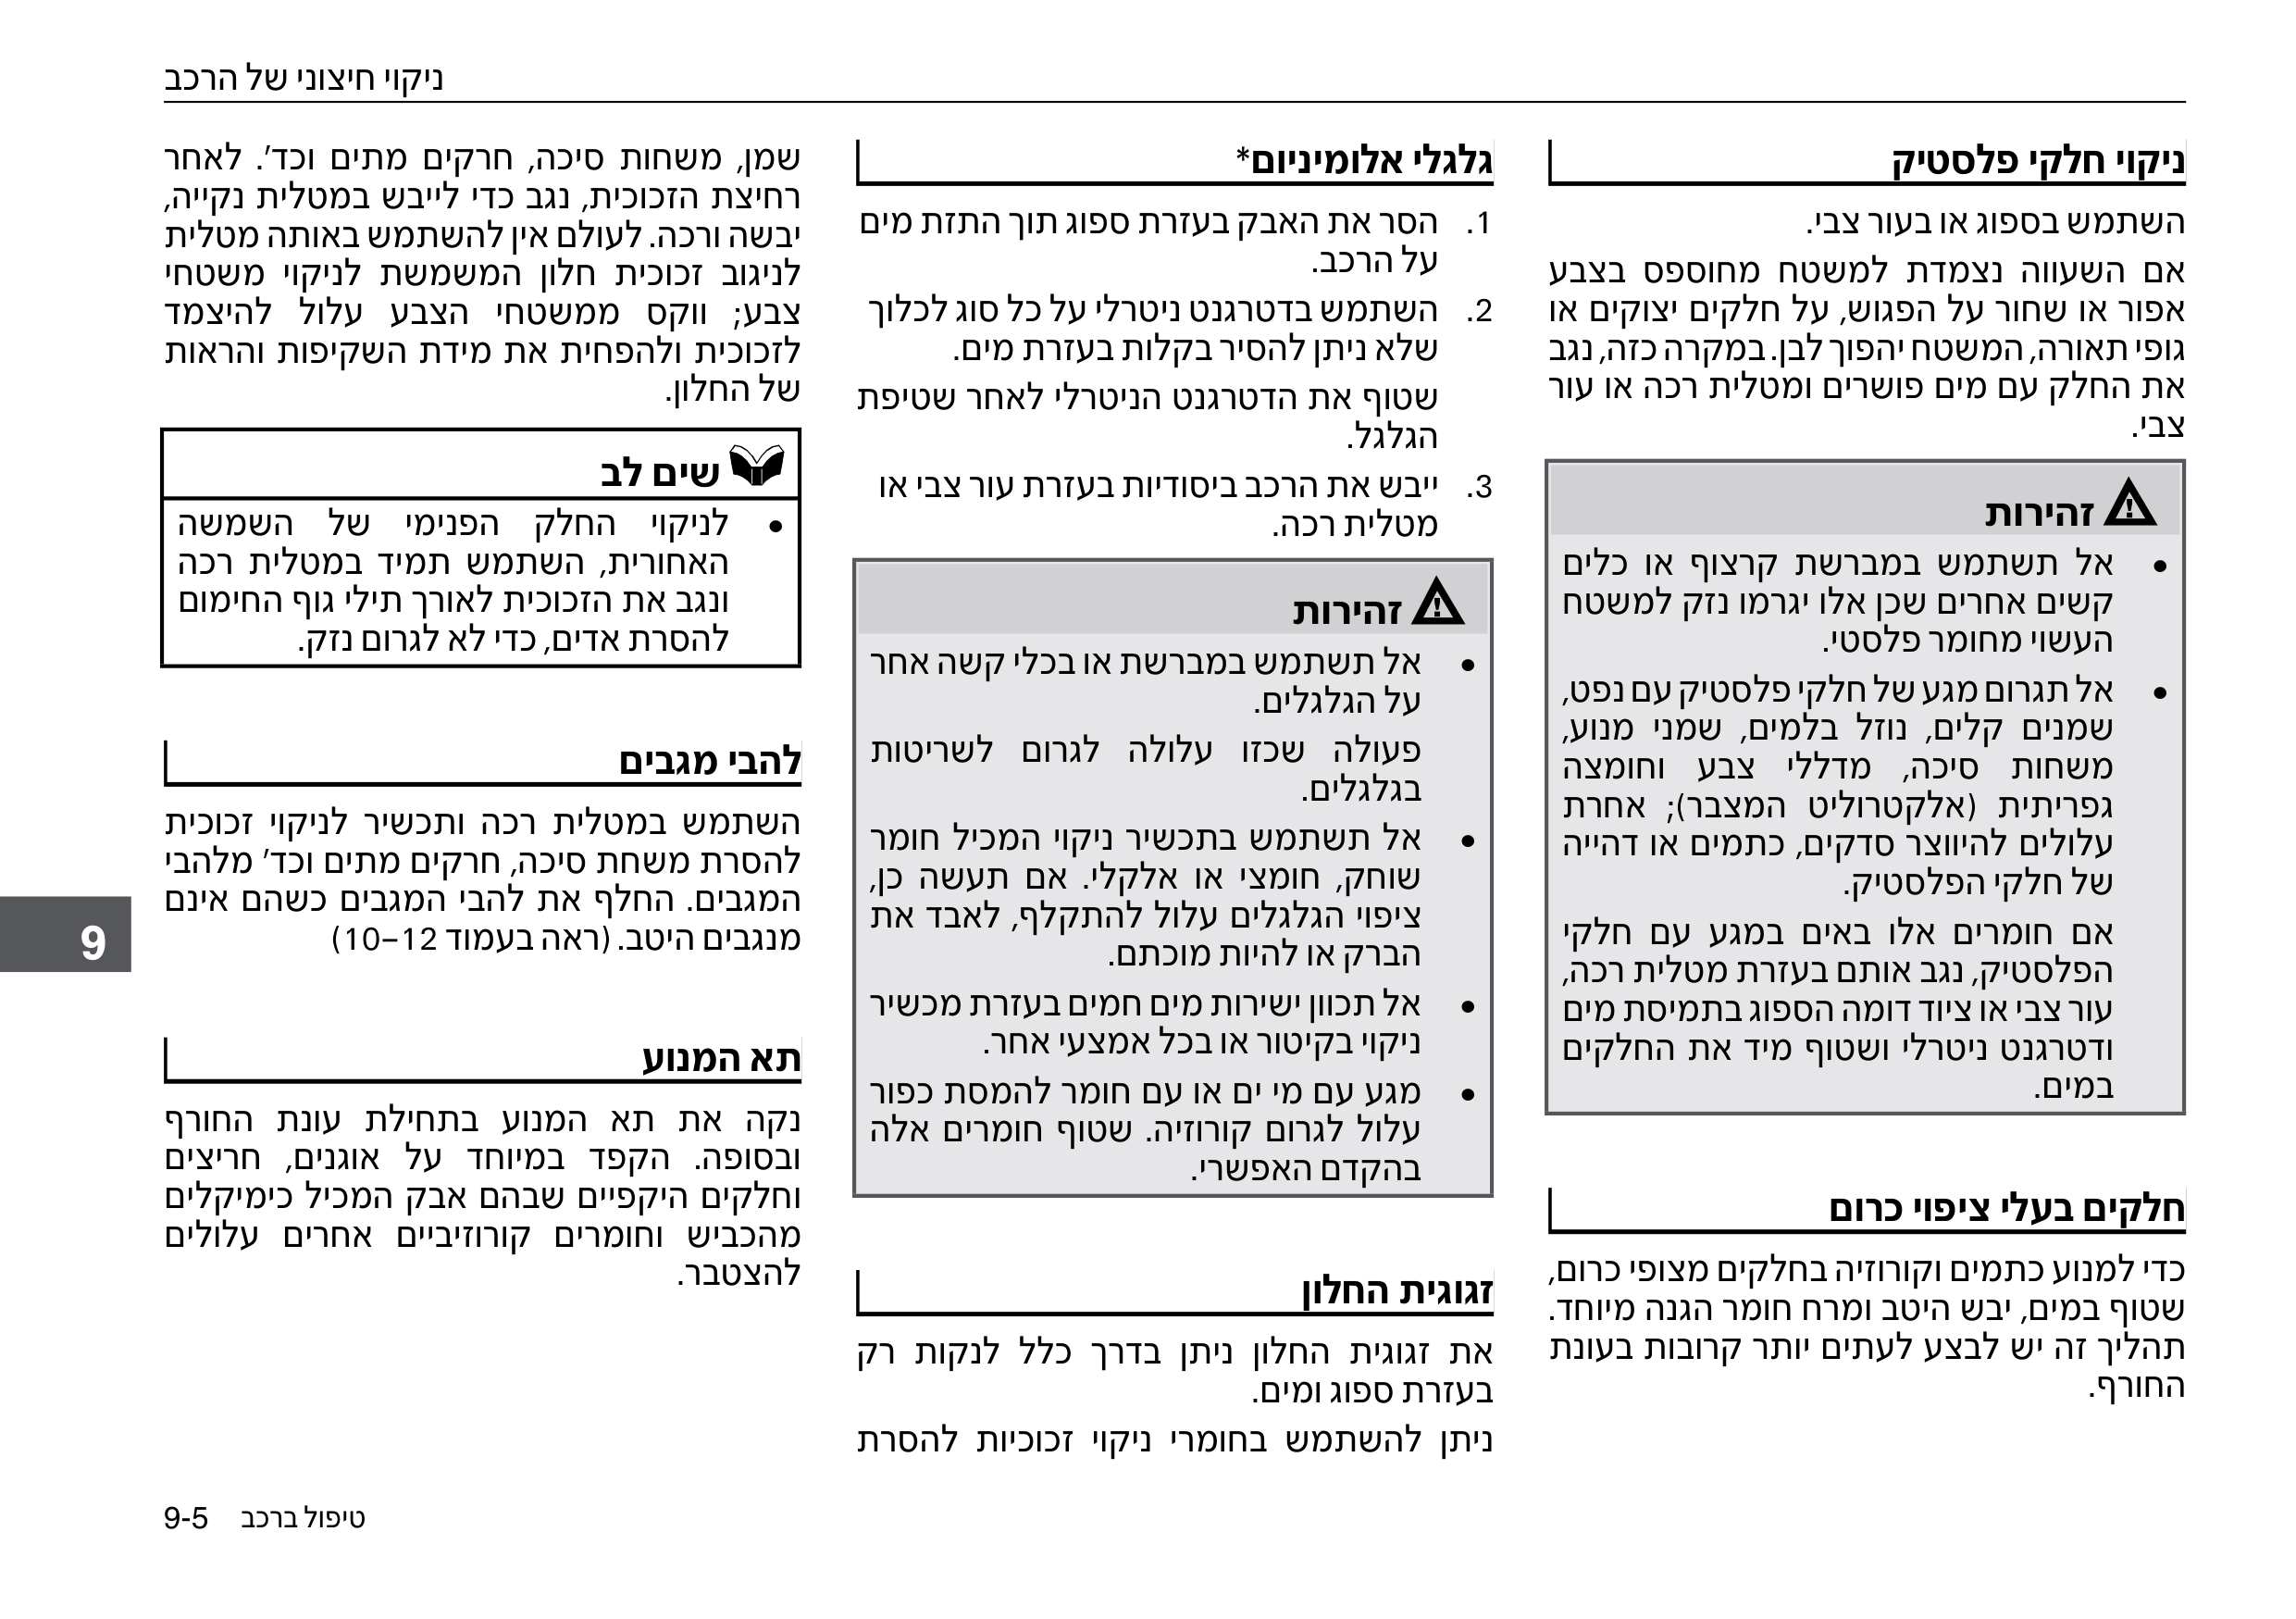 ניקוי חיצוני של הרכב
ניקוי חלקי פלסטיק
השתמש בספוג או בעור צבי.
אם השעווה נצמדת למשטח מחוספס בצבע
אפור או שחור על הפגוש, על חלקים יצוקים או
גופי תאורה, המשטח יהפוך לבן. במקרה כזה, נגב
את החלק עם מים פושרים ומטלית רכה או עור
צבי.
זהירות
• אל תשתמש במברשת קרצוף או כלים
קשים אחרים שכן אלו יגרמו נזק למשטח
העשוי מחומר פלסטי.
• אל תגרום מגע של חלקי פלסטיק עם נפט,
שמנים קלים, נוזל בלמים, שמני מנוע,
משחות סיכה, מדללי צבע וחומצה
גפריתית (אלקטרוליט המצבר); אחרת
עלולים להיווצר סדקים, כתמים או דהייה
של חלקי הפלסטיק.
אם חומרים אלו באים במגע עם חלקי
הפלסטיק, נגב אותם בעזרת מטלית רכה,
עור צבי או ציוד דומה הספוג בתמיסת מים
ודטרגנט ניטרלי ושטוף מיד את החלקים
במים.
חלקים בעלי ציפוי כרום
כדי למנוע כתמים וקורוזיה בחלקים מצופי כרום,
שטוף במים, יבש היטב ומרח חומר הגנה מיוחד.
תהליך זה יש לבצע לעתים יותר קרובות בעונת
החורף.
גלגלי אלומיניום*
1. הסר את האבק בעזרת ספוג תוך התזת מים
על הרכב.
2. השתמש בדטרגנט ניטרלי על כל סוג לכלוך
שלא ניתן להסיר בקלות בעזרת מים.
שטוף את הדטרגנט הניטרלי לאחר שטיפת
הגלגל.
3. ייבש את הרכב ביסודיות בעזרת עור צבי או
מטלית רכה.
זהירות
• אל תשתמש במברשת או בכלי קשה אחר
על הגלגלים.
פעולה שכזו עלולה לגרום לשריטות
בגלגלים.
• אל תשתמש בתכשיר ניקוי המכיל חומר
שוחק, חומצי או אלקלי. אם תעשה כן,
ציפוי הגלגלים עלול להתקלף, לאבד את
הברק או להיות מוכתם.
• אל תכוון ישירות מים חמים בעזרת מכשיר
ניקוי בקיטור או בכל אמצעי אחר.
• מגע עם מי ים או עם חומר להמסת כפור
עלול לגרום קורוזיה. שטוף חומרים אלה
בהקדם האפשרי.
זגוגית החלון
את זגוגית החלון ניתן בדרך כלל לנקות רק
בעזרת ספוג ומים.
ניתן להשתמש בחומרי ניקוי זכוכיות להסרת
שמן, משחות סיכה, חרקים מתים וכד'. לאחר
רחיצת הזכוכית, נגב כדי לייבש במטלית נקייה,
יבשה ורכה. לעולם אין להשתמש באותה מטלית
לניגוב זכוכית חלון המשמשת לניקוי משטחי
צבע; ווקס ממשטחי הצבע עלול להיצמד
לזכוכית ולהפחית את מידת השקיפות והראות
של החלון.
שים לב
• לניקוי החלק הפנימי של השמשה
האחורית, השתמש תמיד במטלית רכה
ונגב את הזכוכית לאורך תילי גוף החימום
להסרת אדים, כדי לא לגרום נזק.
להבי מגבים
השתמש במטלית רכה ותכשיר לניקוי זכוכית
להסרת משחת סיכה, חרקים מתים וכד' מלהבי
המגבים. החלף את להבי המגבים כשהם אינם
מנגבים היטב. (ראה בעמוד 10–12)
תא המנוע
נקה את תא המנוע בתחילת עונת החורף
ובסופה. הקפד במיוחד על אוגנים, חריצים
וחלקים היקפיים שבהם אבק המכיל כימיקלים
מהכביש וחומרים קורוזיביים אחרים עלולים
להצטבר.
9
טיפול ברכב 9-5